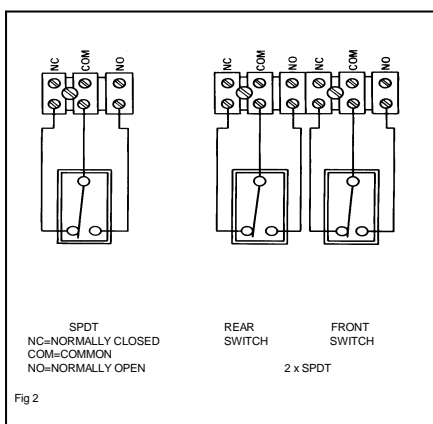 NC COM NO
NC COM NO NC COM NO
SPDT
NC=NORMALLY CLOSED
COM=COMMON
NO=NORMALLY OPEN
REAR
SWITCH
FRONT
SWITCH
2 x SPDT
Fig 2